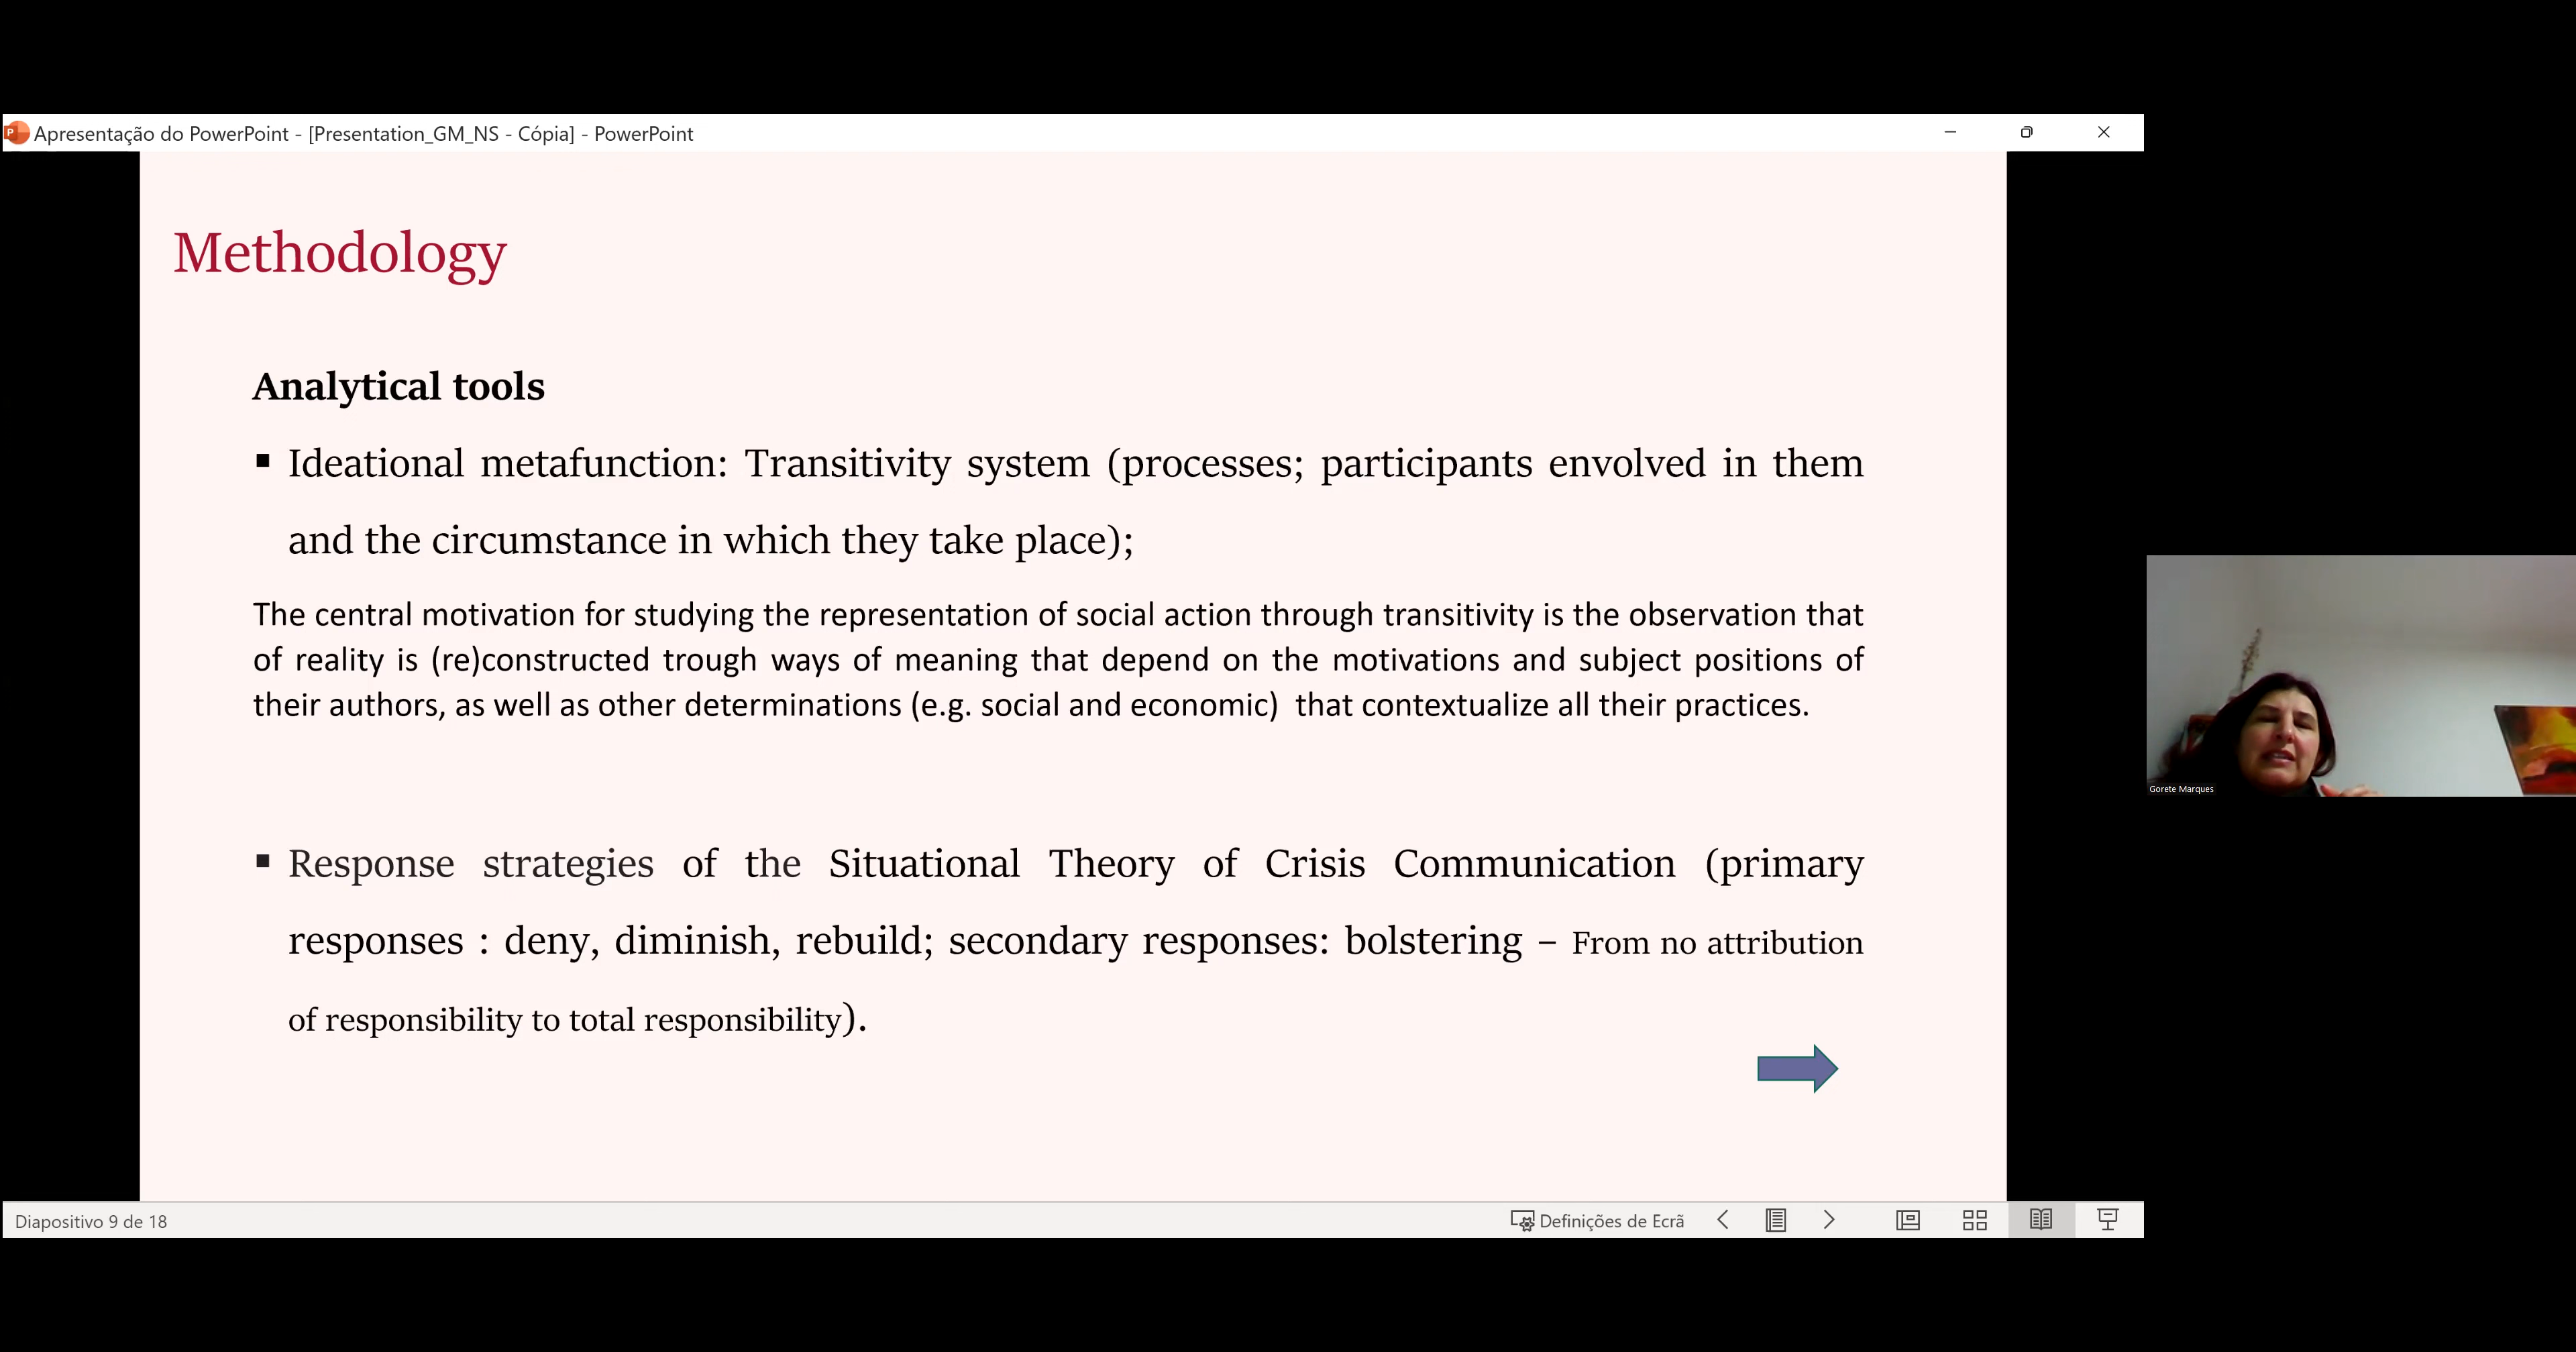 Apresentação do PowerPoint - [Presentation_GM_NS - Cópia] - PowerPoint
Methodology
Analytical tools
▪ Ideational metafunction: Transitivity system (processes; participants envolved in them
and the circumstance in which they take place);
The central motivation for studying the representation of social action through transitivity is the observation that
of reality is (re)constructed trough ways of meaning that depend on the motivations and subject positions of
their authors, as well as other determinations (e.g. social and economic) that contextualize all their practices.
▪ Response strategies of the Situational Theory of Crisis Communication (primary
responses : deny, diminish, rebuild; secondary responses: bolstering – From no attribution
of responsibility to total responsibility).
Gorete Marques
Diapositivo 9 de 18
Definições de Ecrã